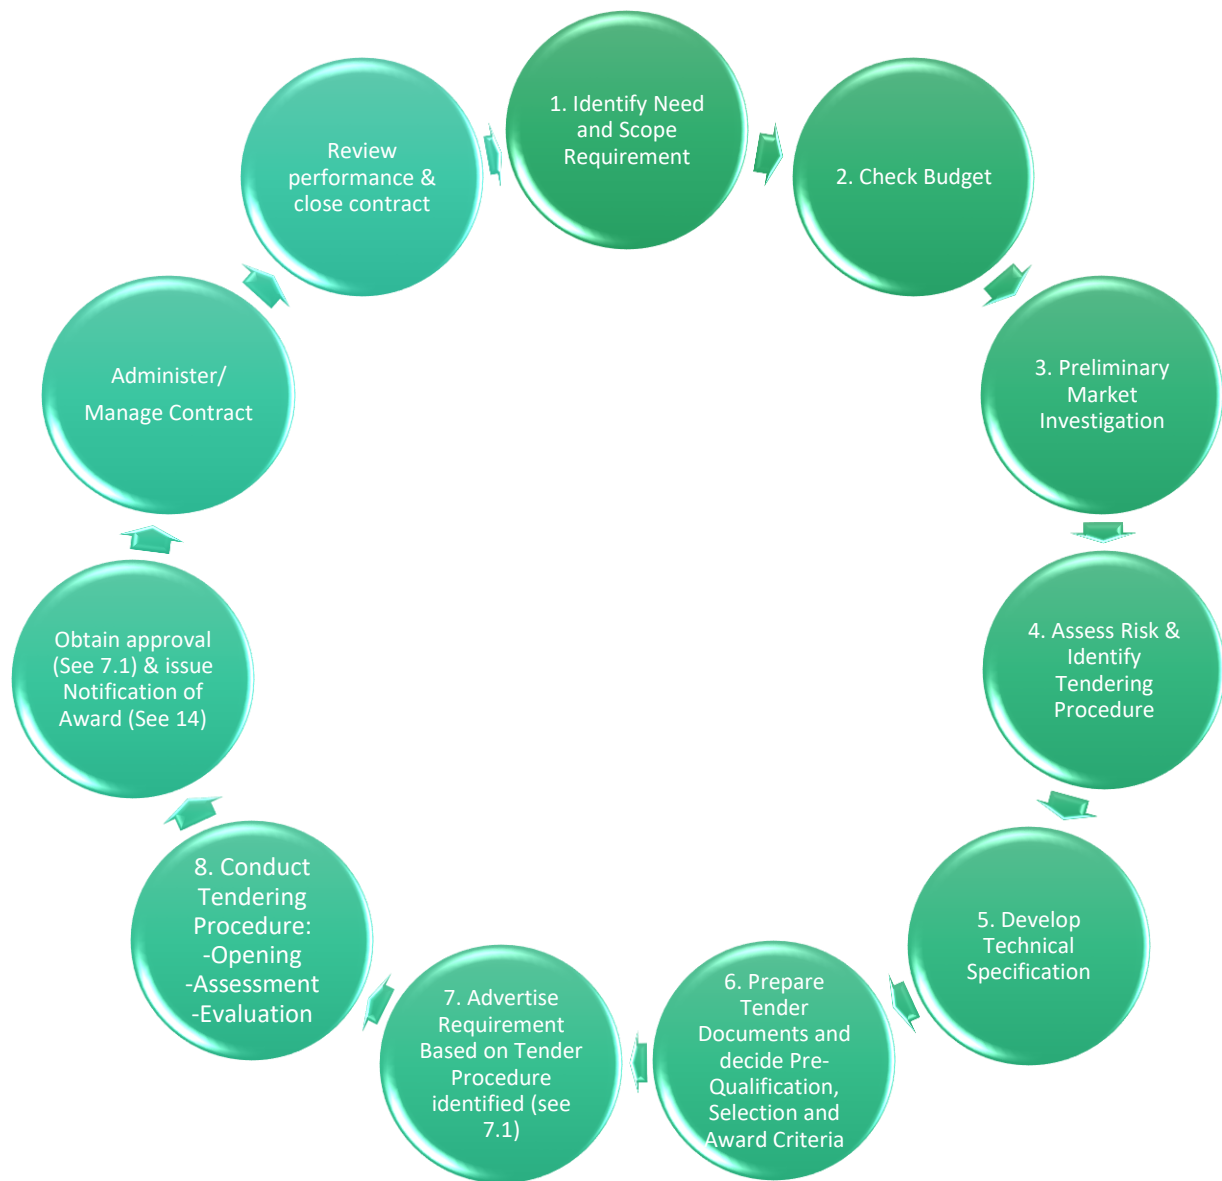 1. Identify Need
and Scope
Requirement
2. Check Budget
3. Preliminary
Market
Investigation
4. Assess Risk &
Identify
Tendering
Procedure
5. Develop
Technical
Specification
6. Prepare
Tender
Documents and
decide Pre-
Qualification,
Selection and
Award Criteria
7. Advertise
Requirement
Based on Tender
Procedure
identified (see
7.1)
8. Conduct
Tendering
Procedure:
-Opening
-Assessment
-Evaluation
Obtain approval
(See 7.1) & issue
Notification of
Award (See 14)
Administer/
Manage Contract
Review
performance &
close contract